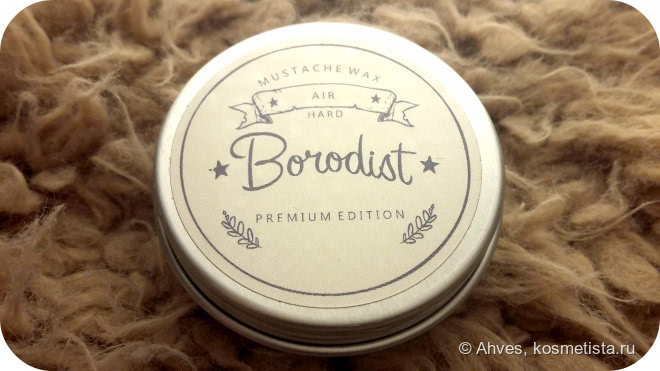 MUSTACHE WAX
AIR
HARD
Borodist
PREMIUM EDITION
© Ahves, kosmetista.ru